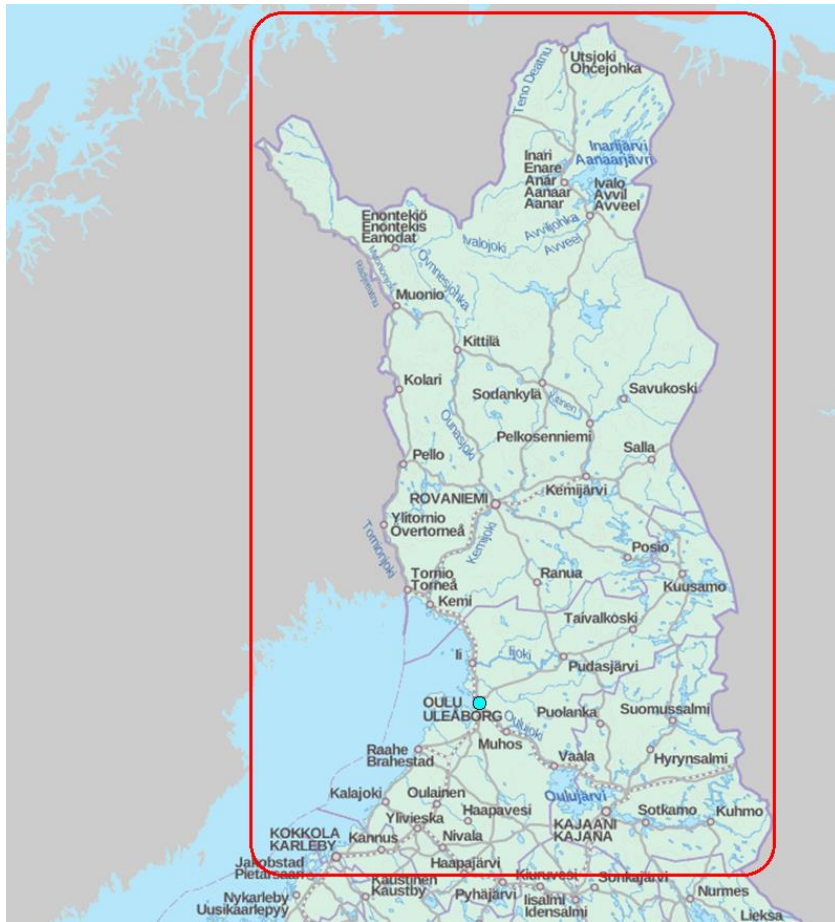 Utsjoki
Ohcejohka
Teno Deatnu
Inarijärvi
Aanaarjävri
Inari
Enare
Anár
Aanaar
Aanar
Ivalo
Avvil
Avveel
Enontekiö
Enontekis
Eanodat
Ivalojoki
Avviljohka
Avveel
Ovnnesjohka
Muonio
Kittilä
Kolari
Sodankylä
Savukoski
Kitinen
Ounasjoki
Pelkosenniemi
Salla
Pello
Kemijärvi
ROVANIEMI
Ylitornio
Övertorneå
Tornionjoki
Kemijoki
Posio
Tornio
Torneå
Ranua
Kemi
Kuusamo
Taivalkoski
Ii
Iijoki
Pudasjärvi
OULU
ULEÅBORG
Oulujoki
Puolanka
Suomussalmi
Muhos
Raahe
Brahestad
Vaala
Hyrynsalmi
Kalajoki
Oulainen
Oulujärvi
Haapavesi
Sotkamo
Kuhmo
Ylivieska
KAJAANI
KAJANA
KOKKOLA
KARLEBY
Kannus
Nivala
Jakobstad
Pietarsaari
Haapajärvi
Kiuruvesi
Sonkajärvi
Nykarleby
Uusikaarlepyy
Kaustinen
Kaustby
Pyhäjärvi
Iisalmi
Idensalmi
Nurmes
Lieksa